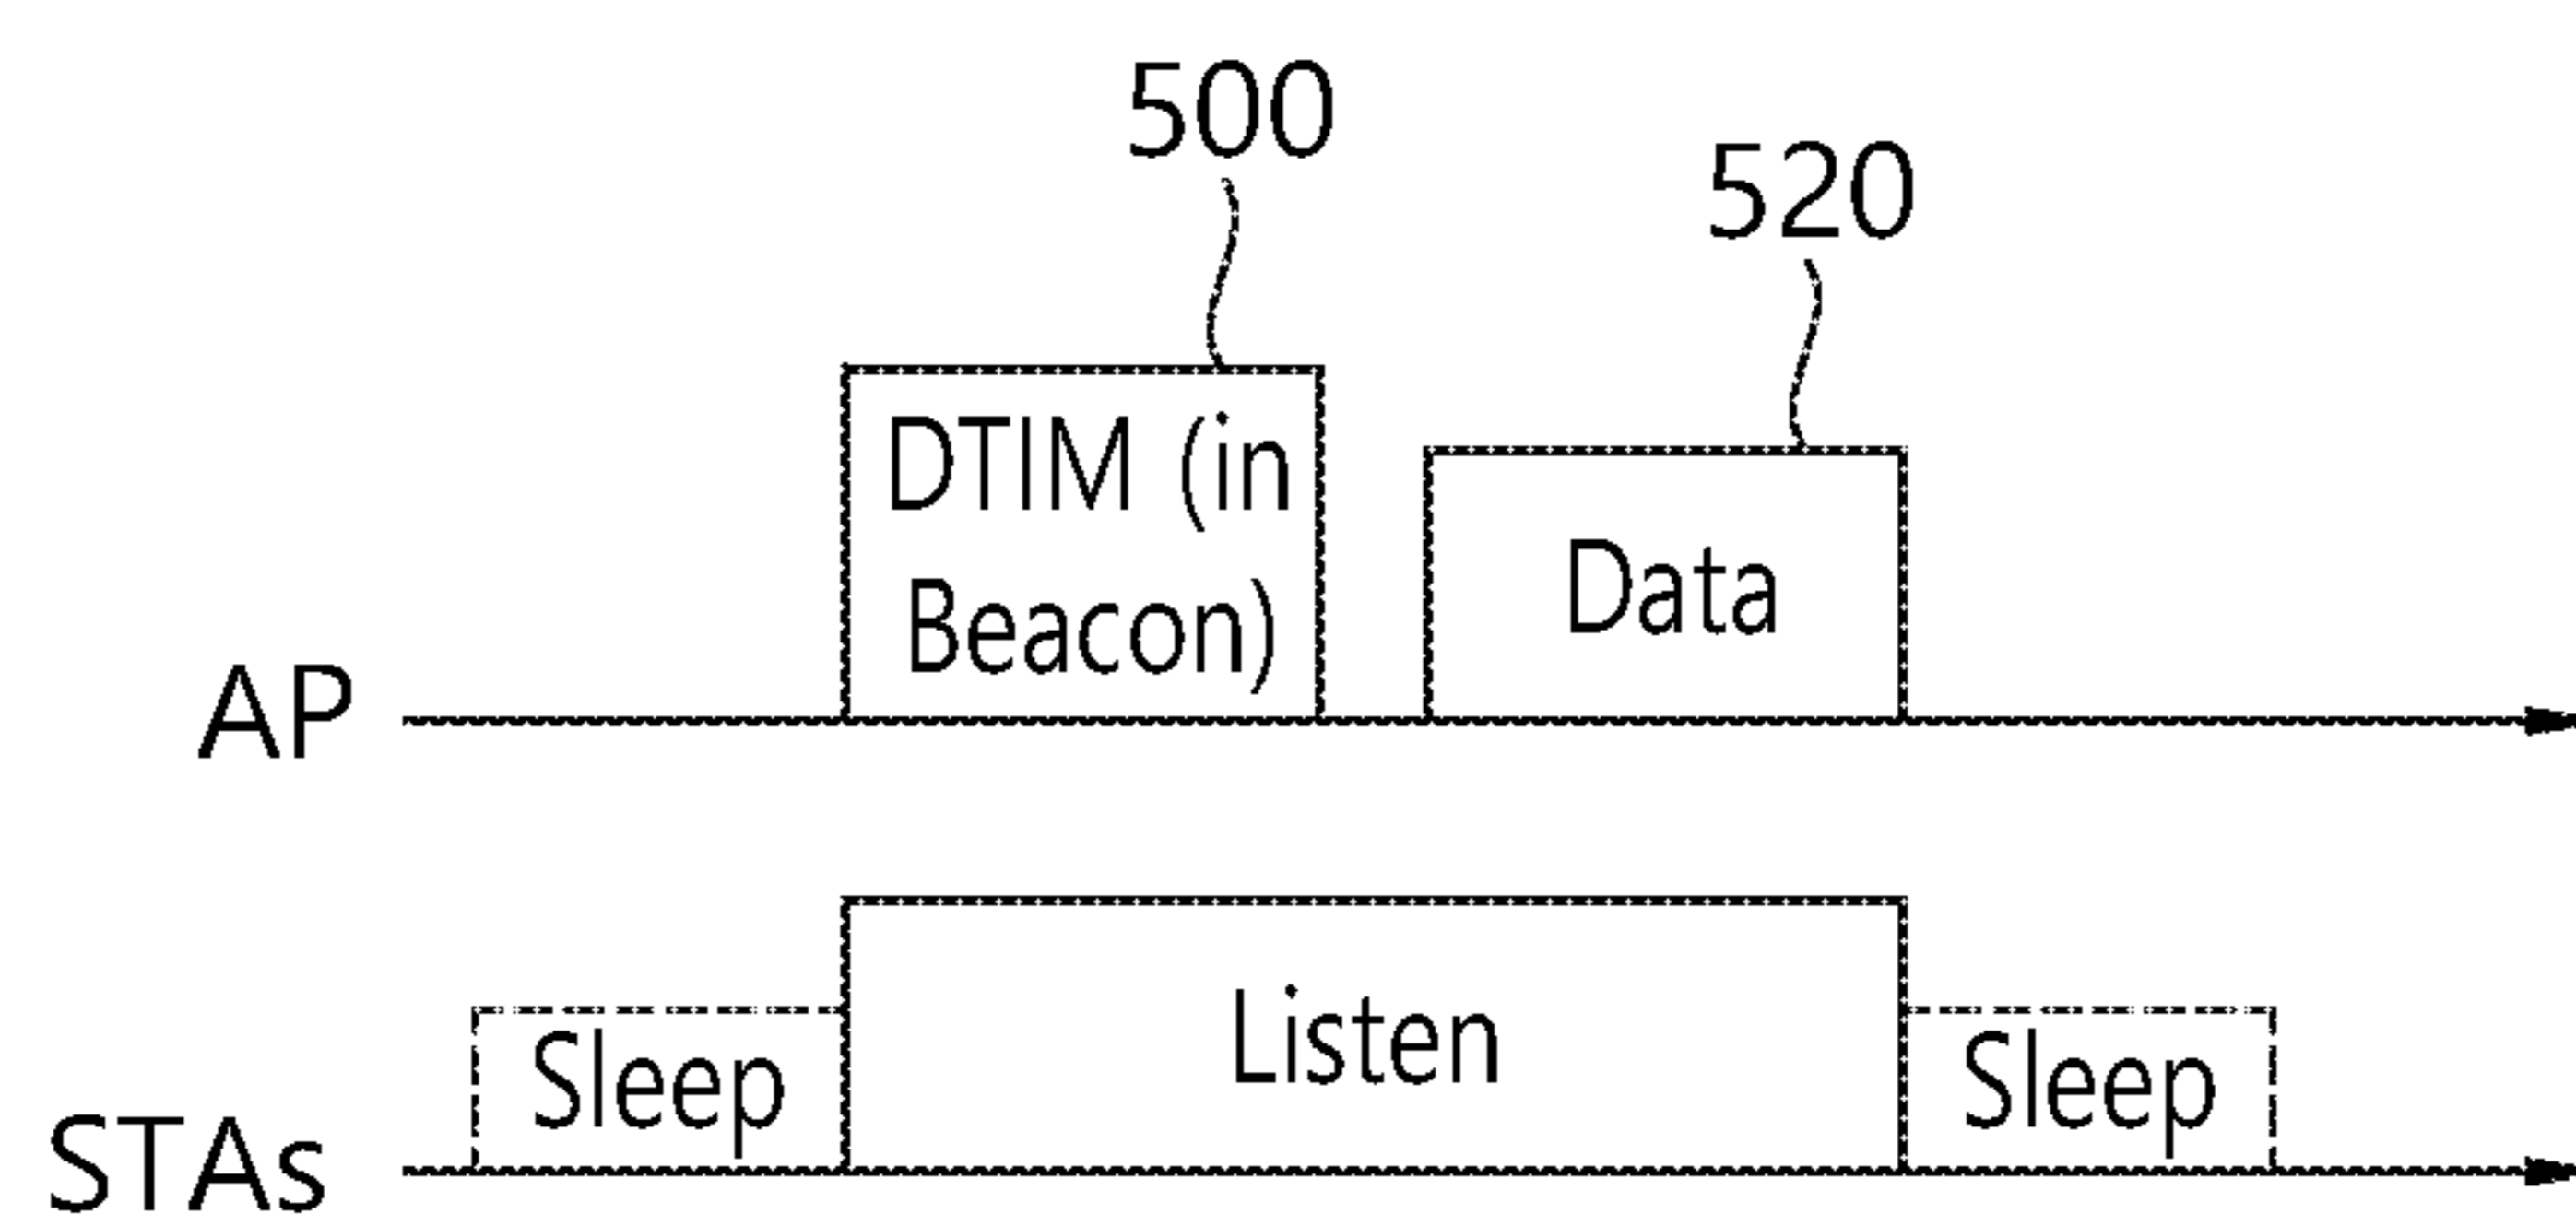 500
520
DTIM (in
Beacon)
Data
AP
Listen
Sleep
Sleep
STAs